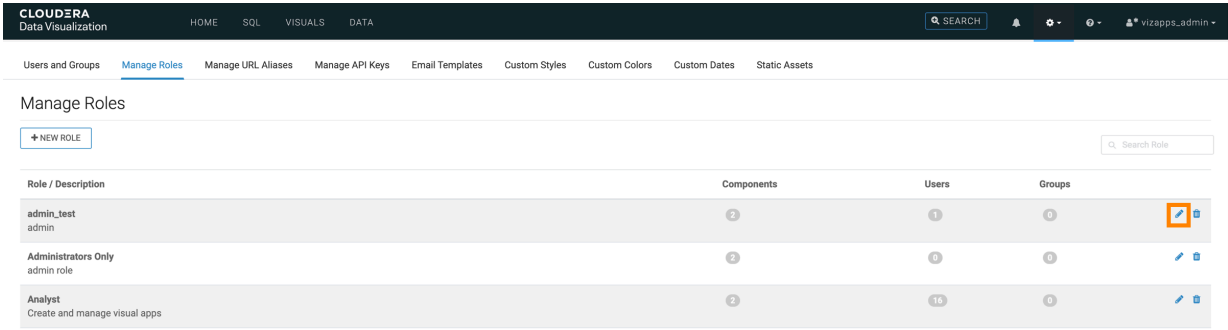 CLOUDERA
Data Visualization
HOME SQL VISUALS DATA
SEARCH
vizapps_admin
Users and Groups Manage Roles Manage URL Aliases Manage API Keys Email Templates Custom Styles Custom Colors Custom Dates Static Assets
Manage Roles
+ NEW ROLE
Search Role
Role / Description Components Users Groups
admin_test 2 1 0
admin
Administrators Only 2 0 0
admin role
Analyst 2 16 0
Create and manage visual apps